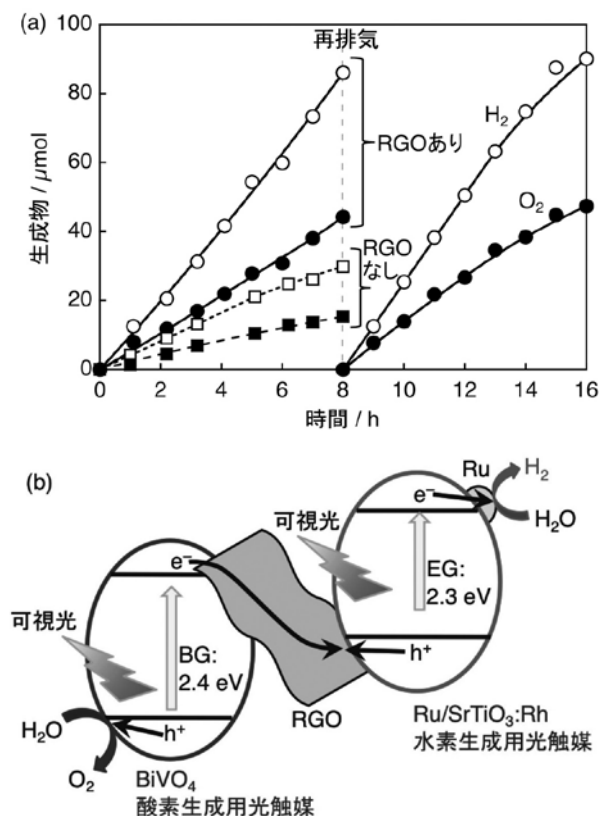 (a)
再排気
100
80
60
40
20
0
生成物 / μmol
RGOあり
RGO
なし
H2
O2
0
2
4
6
8
10
12
14
16
時間 / h
(b)
Ru
H2
e−
H2O
可視光
EG:
2.3 eV
h+
e−
可視光
BG:
2.4 eV
RGO
H2O
h+
O2
BiVO4
酸素生成用光触媒
Ru/SrTiO3:Rh
水素生成用光触媒